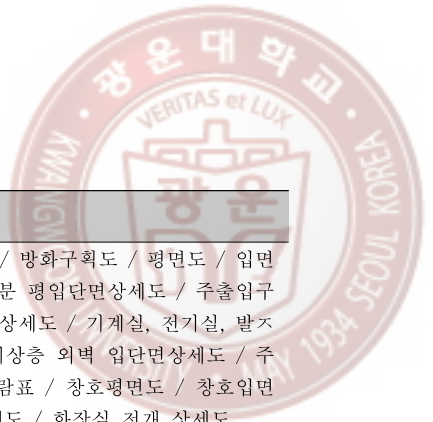 광운대학교
VERITAS et LUX
광운
MAY 1934 SEOUL KOREA
/ 방화구획도 / 평면도 / 입면
분 평입단면상세도 / 주출입구
상세도 / 기계실, 전기실,
외벽 입단면상세도 / 주
람표 / 창호평면도 / 창호입면
/ 화장실 전개 상세도